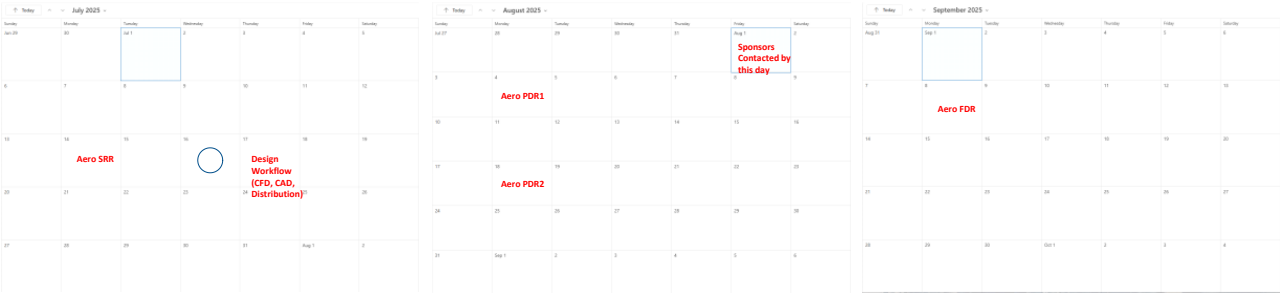 Today July 2025
Sunday Monday Tuesday Wednesday Thursday Friday Saturday
Jun 29 30 Jul 1 2 3 4 5
6 7 8 9 10 11 12
13 14 15 16 17 18 19
Aero SRR
Design
Workflow
(CFD, CAD,
Distribution)
20 21 22 23 24 25 26
27 28 29 30 31 Aug 1 2
Today August 2025
Sunday Monday Tuesday Wednesday Thursday Friday Saturday
Jul 27 28 29 30 31 Aug 1 2
Sponsors
Contacted by
this day
3 4 5 6 7 8 9
Aero PDR1
10 11 12 13 14 15 16
17 18 19 20 21 22 23
Aero PDR2
24 25 26 27 28 29 30
31 Sep 1 2 3 4 5 6
Today September 2025
Sunday Monday Tuesday Wednesday Thursday Friday Saturday
Aug 31 Sep 1 2 3 4 5 6
7 8 9 10 11 12 13
Aero FDR
14 15 16 17 18 19 20
21 22 23 24 25 26 27
28 29 30 Oct 1 2 3 4